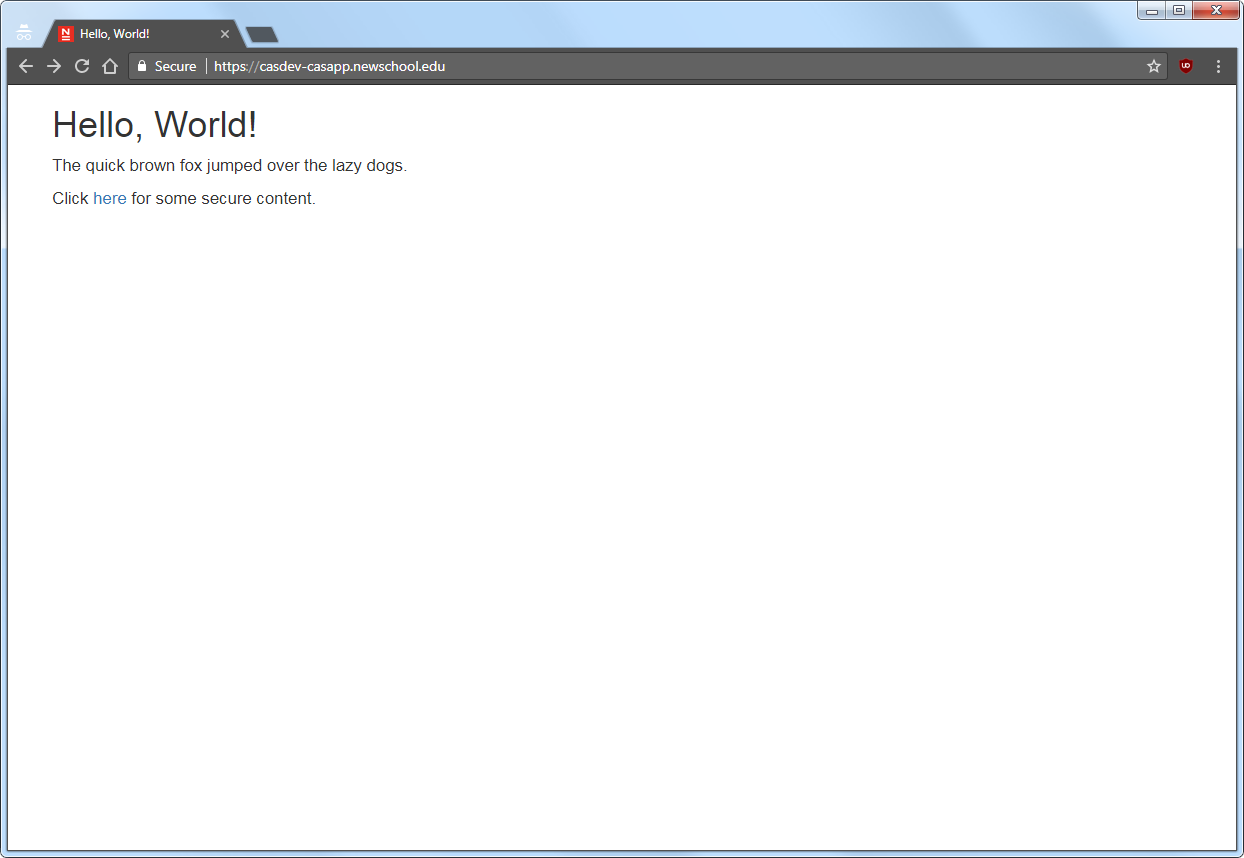 Hello, World!
Secure https://casdev-casapp.newschool.edu
Hello, World!
The quick brown fox jumped over the lazy dogs.
Click here for some secure content.